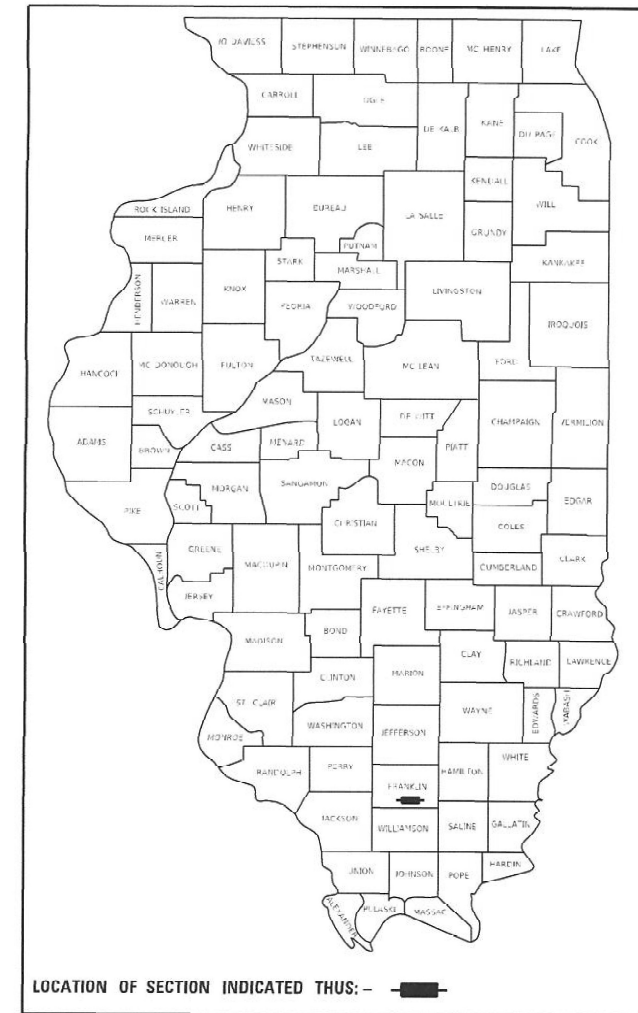 JO DAVIESS STEPHENSON WINNEBAGO BOONE MC HENRY LAKE
CARROLL OGLE
DE KALB KANE DU PAGE COOK
WHITESIDE LEE
KENDALL WILL
ROCK ISLAND HENRY BUREAU LA SALLE
GRUNDY
MERCER PUTNAM
STARK MARSHALL KANKAKEE
HENDERSON WARREN KNOX PEORIA WOODFORD LIVINGSTON
IROQUOIS
HANCOCK MC DONOUGH FULTON TAZEWELL MC LEAN FORD
MASON
SCHUYLER LOGAN DE WITT CHAMPAIGN VERMILION
ADAMS BROWN CASS MENARD PIATT
MACON
MORGAN SANGAMON DOUGLAS
PIKE SCOTT MOULTRIE EDGAR
CHRISTIAN COLES
GREENE SHELBY
CALHOUN MACOUPIN MONTGOMERY CUMBERLAND CLARK
JERSEY FAYETTE EFFINGHAM JASPER CRAWFORD
MADISON BOND
CLAY RICHLAND LAWRENCE
CLINTON MARION
ST. CLAIR WAYNE EDWARDS WABASH
WASHINGTON JEFFERSON
MONROE
RANDOLPH PERRY HAMILTON WHITE
FRANKLIN
JACKSON WILLIAMSON SALINE GALLATIN
UNION JOHNSON POPE HARDIN
ALEXANDER PULASKI MASSAC
LOCATION OF SECTION INDICATED THUS: -